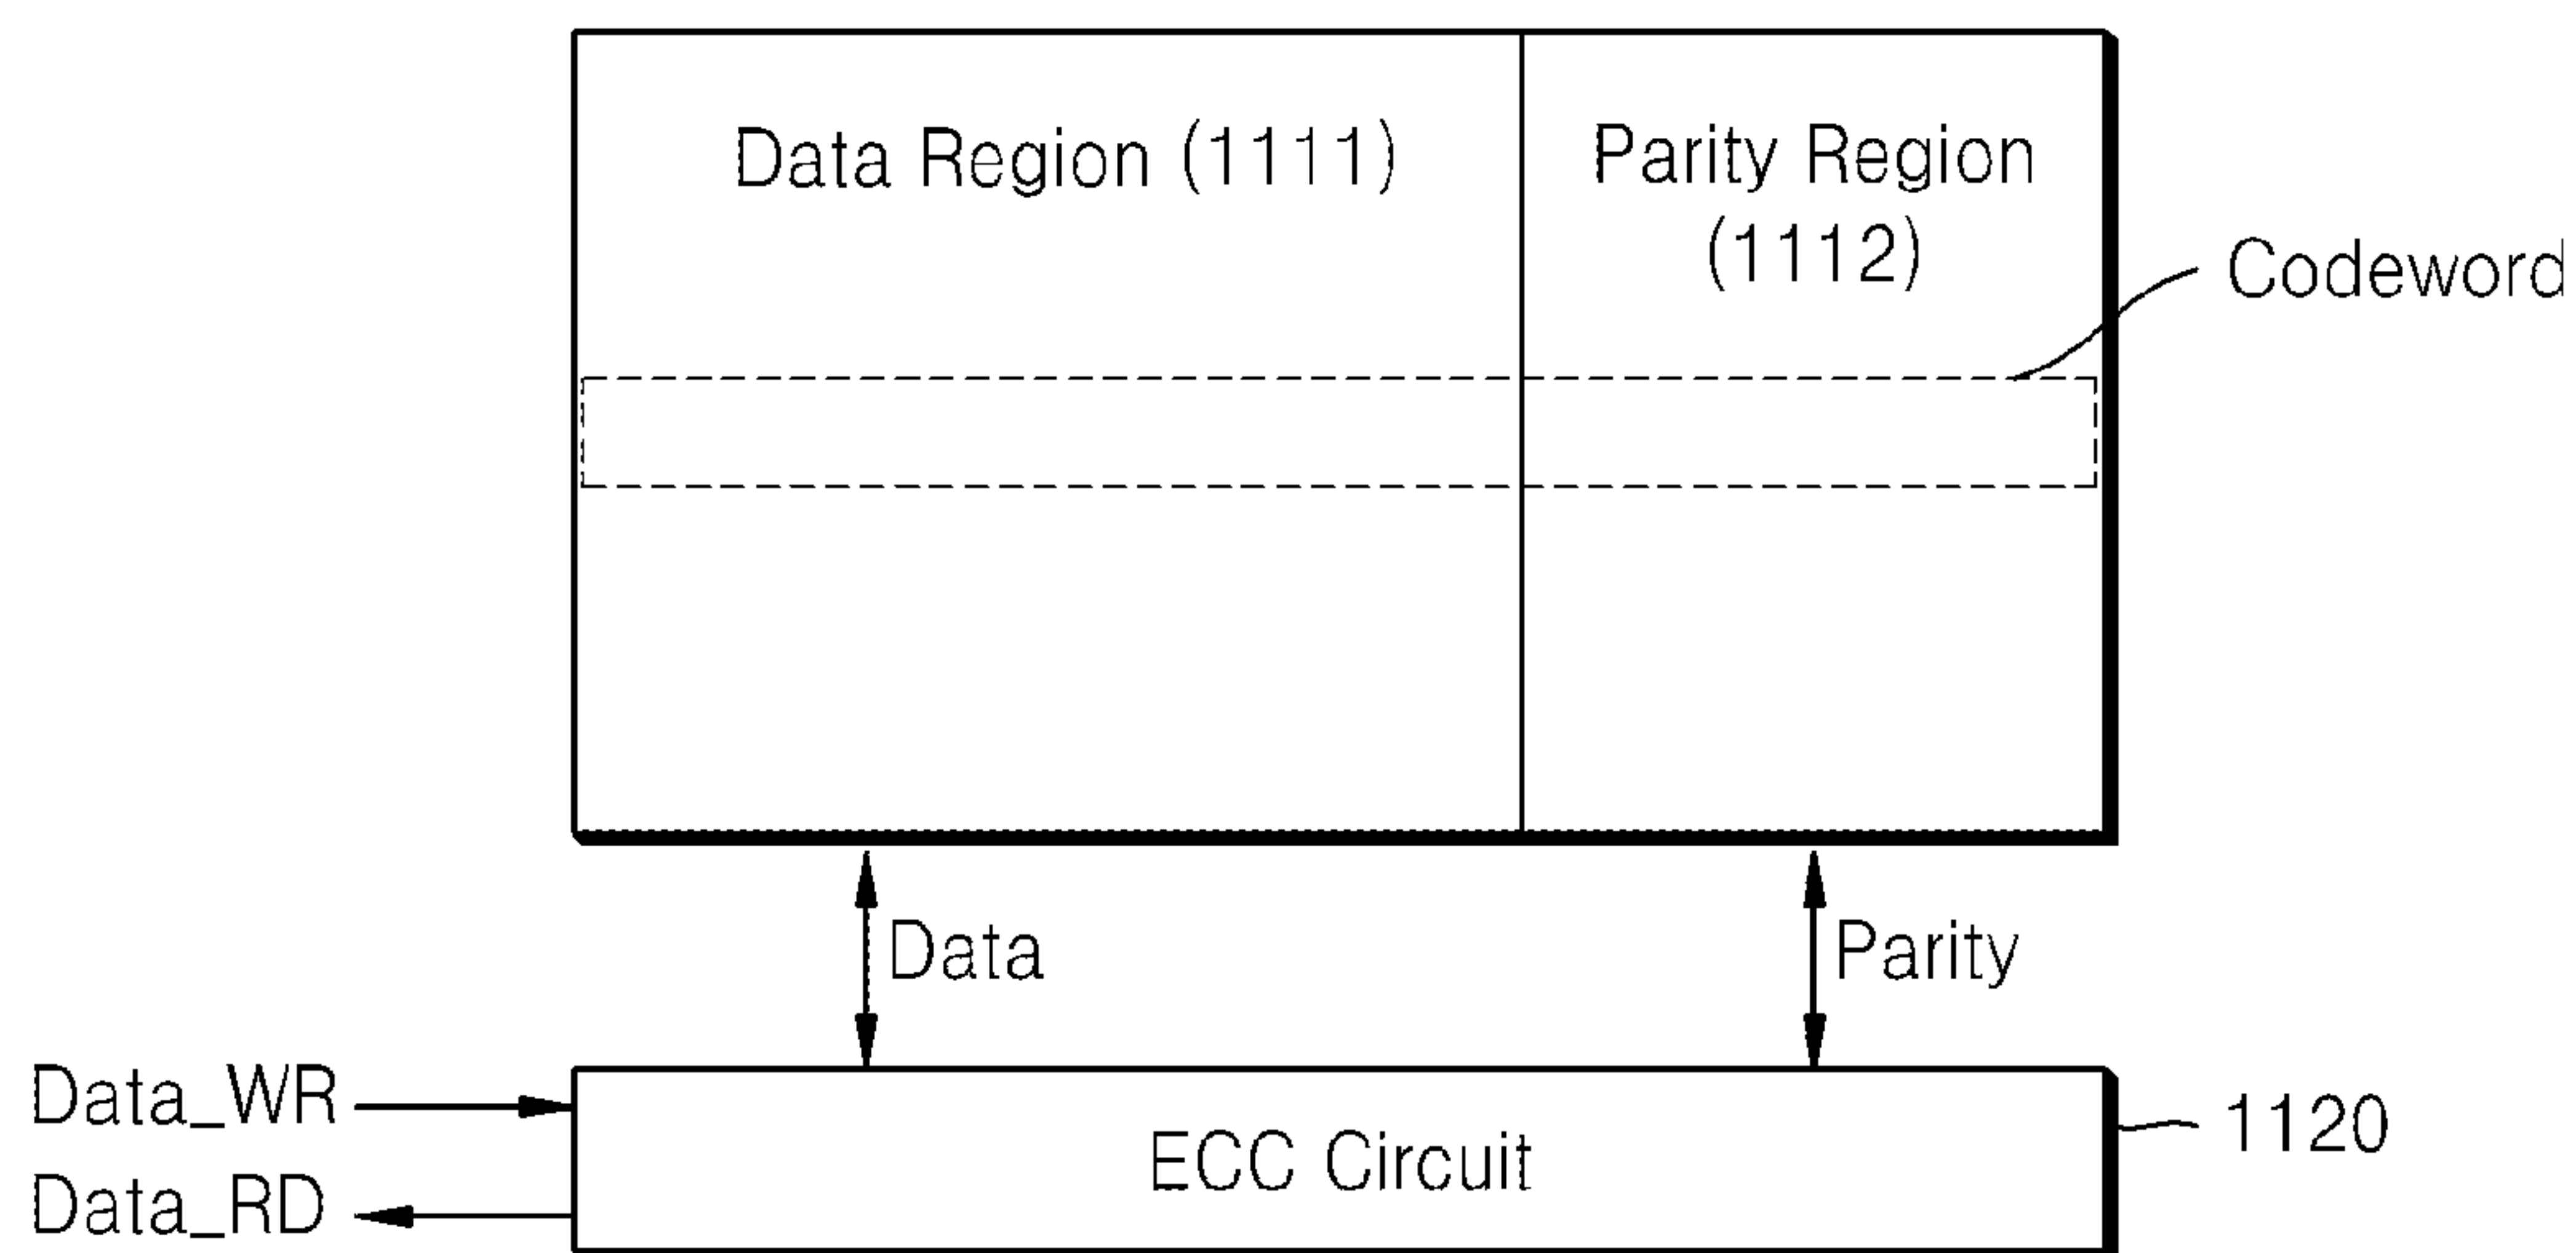 Data Region (1111)
Parity Region
(1112)
Codeword
Data
Parity
Data_WR
Data_RD
ECC Circuit
1120